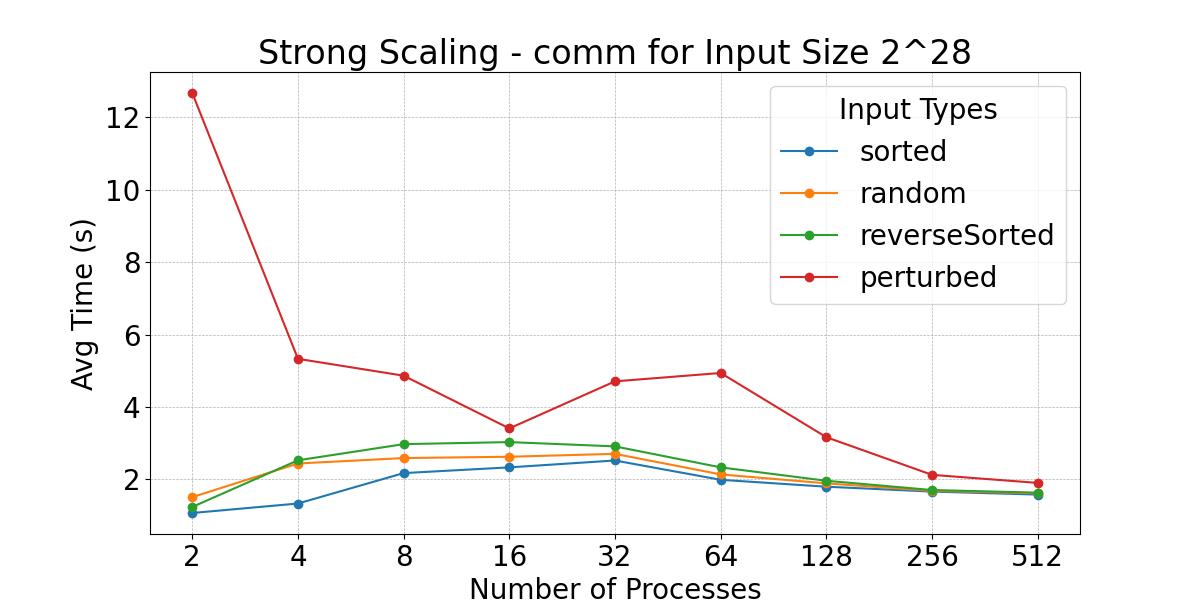 Strong Scaling - comm for Input Size 2^28
Avg Time (s)
12
10
8
6
4
2
Input Types
sorted
random
reverseSorted
perturbed
2 4 8 16 32 64 128 256 512
Number of Processes